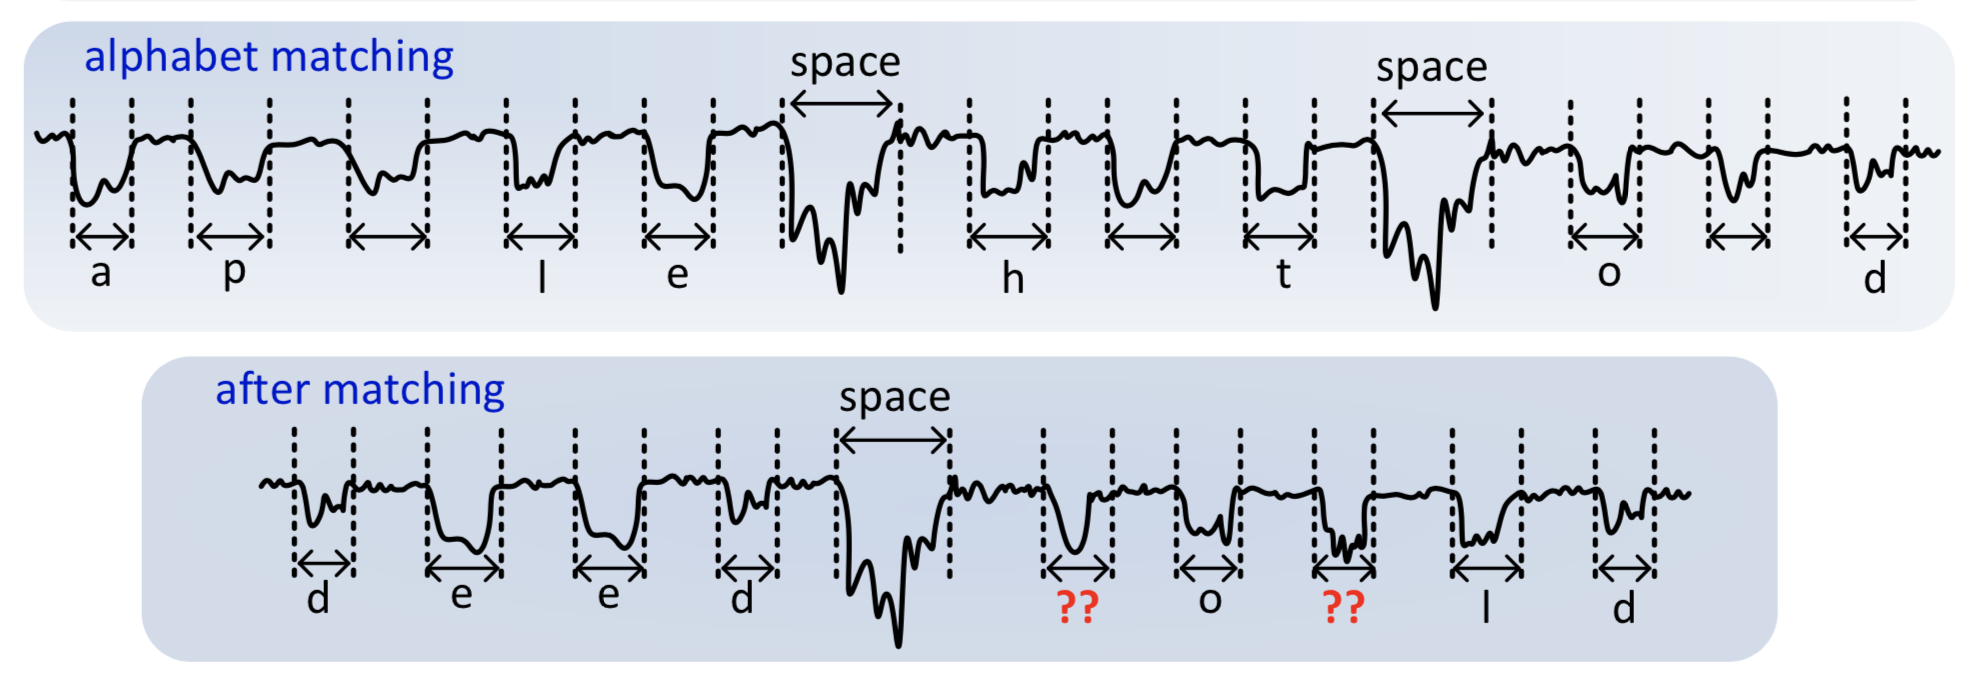 alphabet matching
space space
a p l e h t o d
after matching
space
d e e d ?? o ?? l d